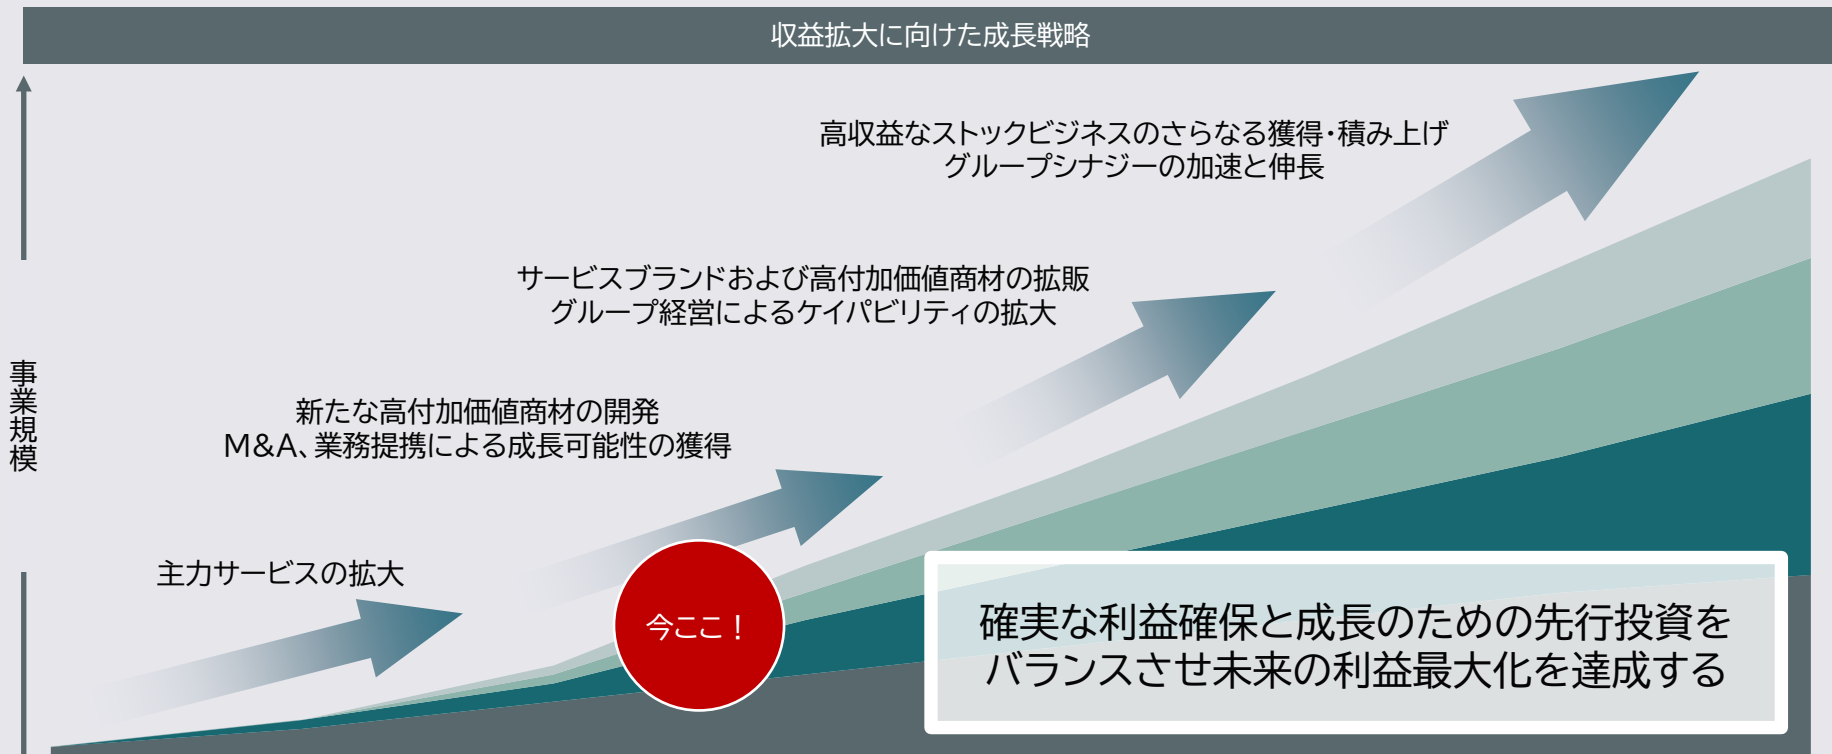 収益拡大に向けた成長戦略
高収益なストックビジネスのさらなる獲得・積み上げ
グループシナジーの加速と伸長
サービスブランドおよび高付加価値商材の拡販
グループ経営によるケイパビリティの拡大
事業規模
新たな高付加価値商材の開発
M&A、業務提携による成長可能性の獲得
主力サービスの拡大
今ここ！
確実な利益確保と成長のための先行投資を
バランスさせ未来の利益最大化を達成する